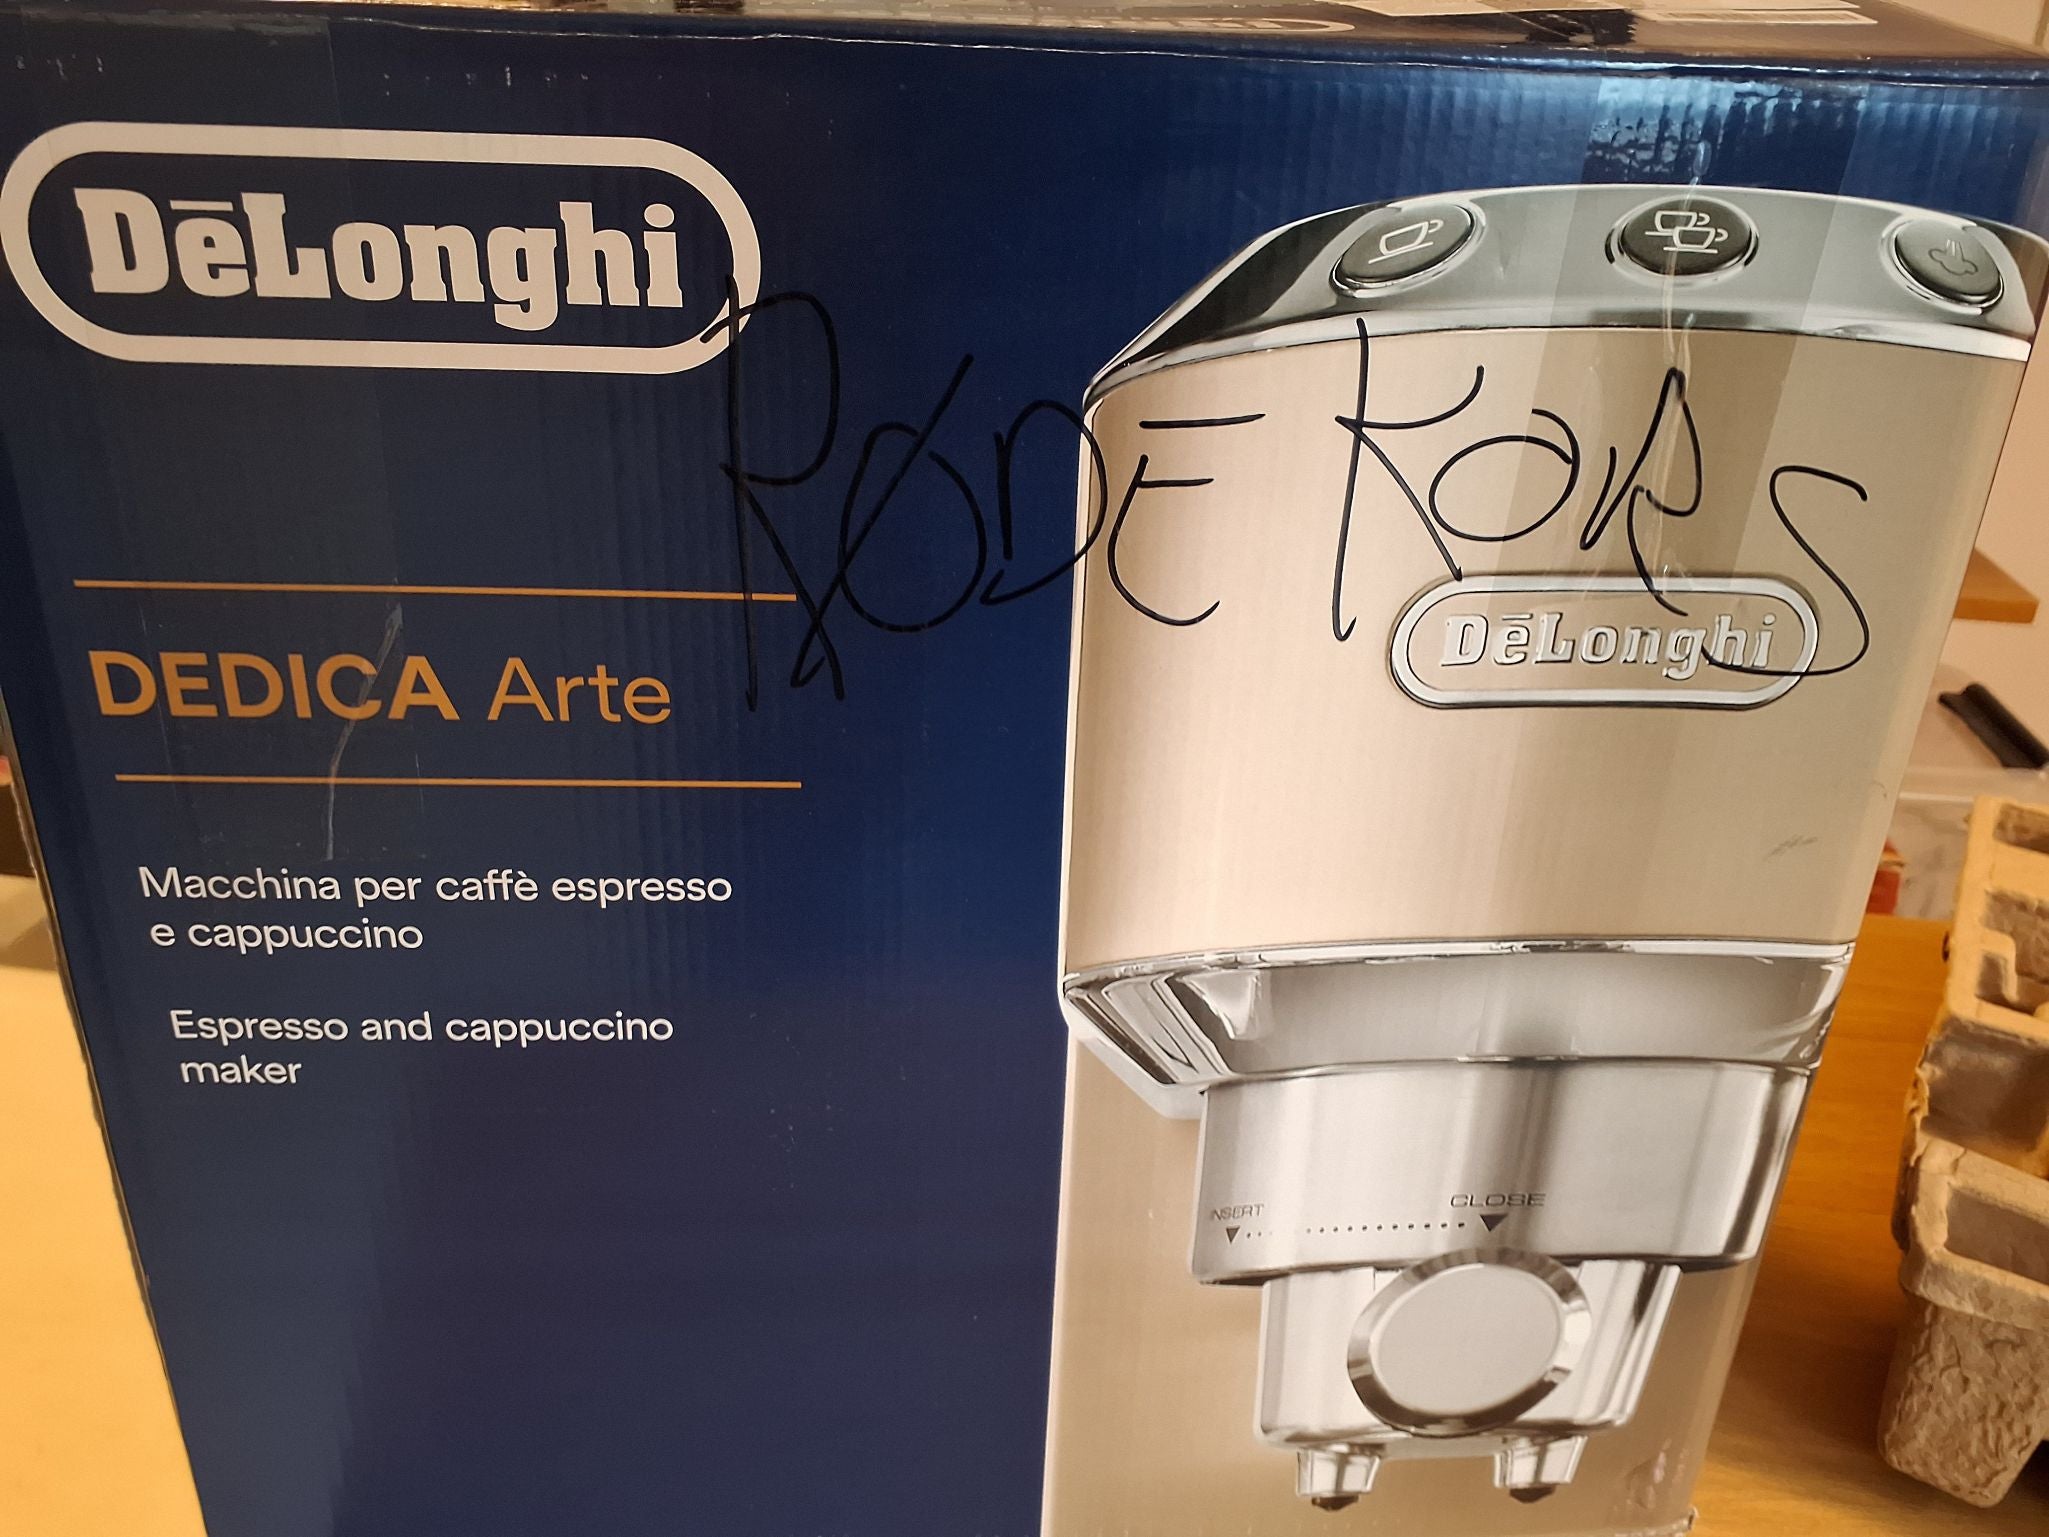 DēLonghi
RØDE KORS
DēLonghi
DEDICA Arte
Macchina per caffè espresso
e cappuccino
Espresso and cappuccino
maker
INSERT
CLOSE